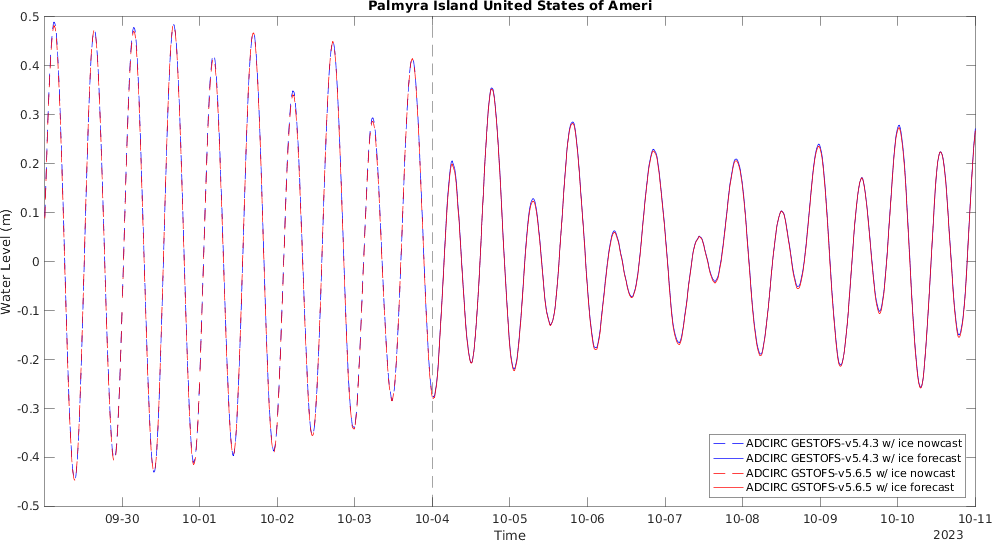 Palmyra Island United States of Ameri
0.5
0.4
0.3
0.2
0.1
0
-0.1
-0.2
-0.3
-0.4
-0.5
Water Level (m)
ADCIRC GESTOFS-v5.4.3 w/ ice nowcast
ADCIRC GESTOFS-v5.4.3 w/ ice forecast
ADCIRC GSTOFS-v5.6.5 w/ ice nowcast
ADCIRC GSTOFS-v5.6.5 w/ ice forecast
09-30 10-01 10-02 10-03 10-04 10-05 10-06 10-07 10-08 10-09 10-10 10-11
Time
2023